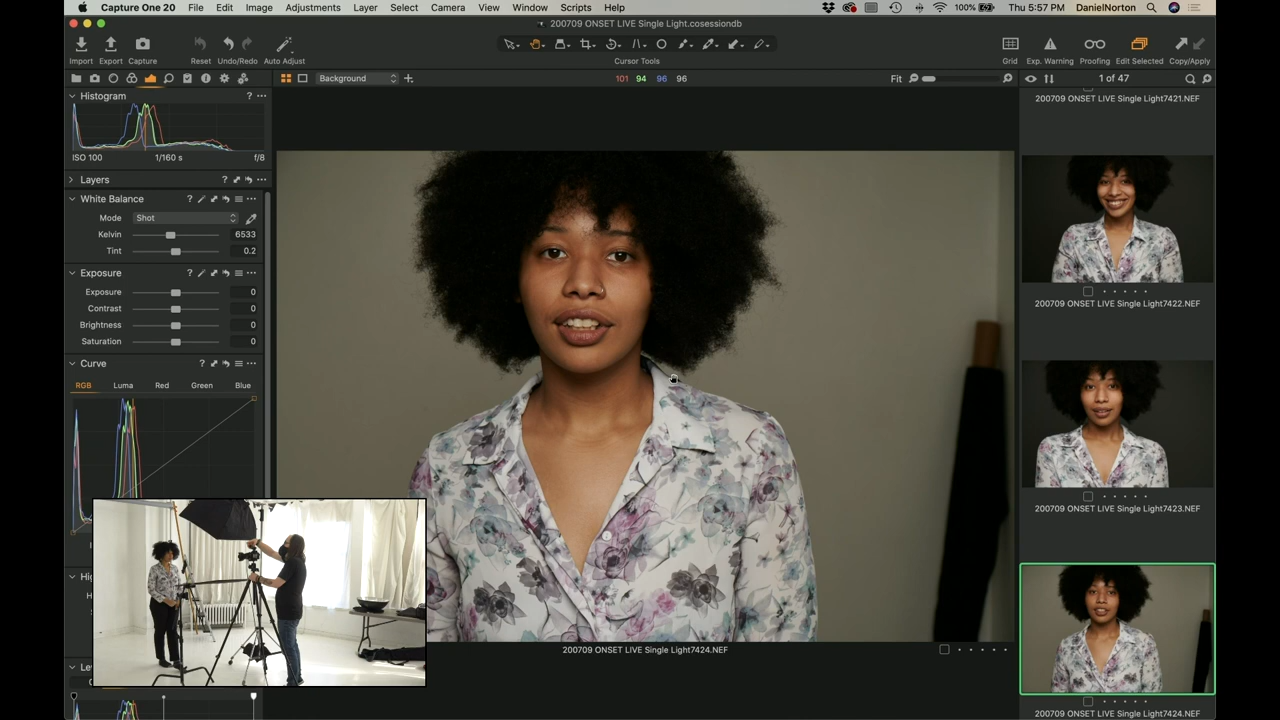 Capture One 20 File Edit Image Adjustments Layer Select Camera View Window Scripts Help 100% Thu 5:57 PM DanielNorton
200709 ONSET LIVE Single Light.cosessiondb
Import Export Capture Reset Undo/Redo Auto Adjust Cursor Tools Grid Exp. Warning Proofing Edit Selected Copy/Apply
Background 101 94 96 96 Fit 1 of 47
Histogram ? ...
ISO 100 1/160 s f/8
Layers ? ...
White Balance ? ...
Mode Shot
Kelvin 6533
Tint 0.2
Exposure ? ...
Exposure 0
Contrast 0
Brightness 0
Saturation 0
Curve ? ...
RGB Luma Red Green Blue
200709 ONSET LIVE Single Light7424.NEF
200709 ONSET LIVE Single Light7421.NEF
200709 ONSET LIVE Single Light7422.NEF
200709 ONSET LIVE Single Light7423.NEF
200709 ONSET LIVE Single Light7424.NEF